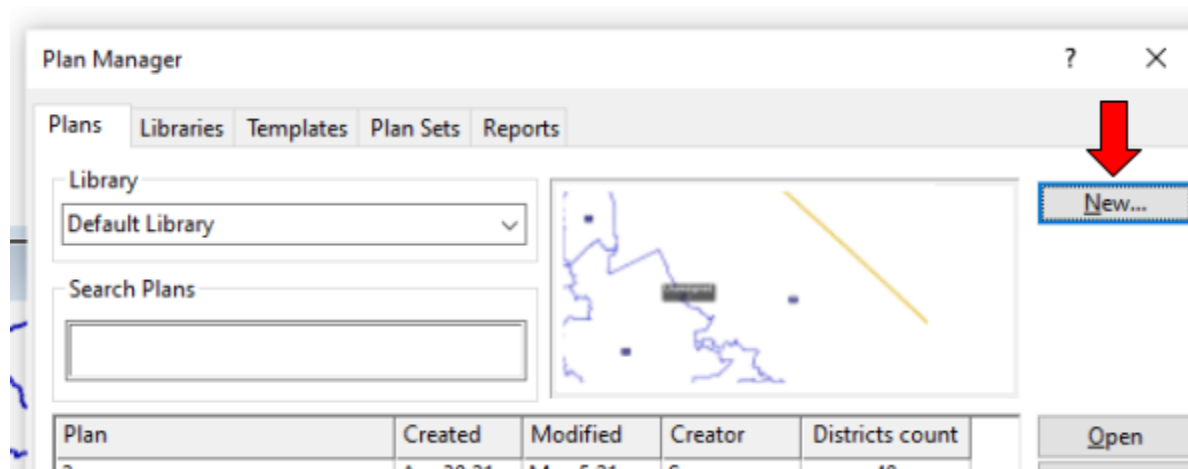 Plan Manager
?
Plans Libraries Templates Plan Sets Reports
Library
Default Library
New...
Search Plans
Plan Created Modified Creator Districts count
Open